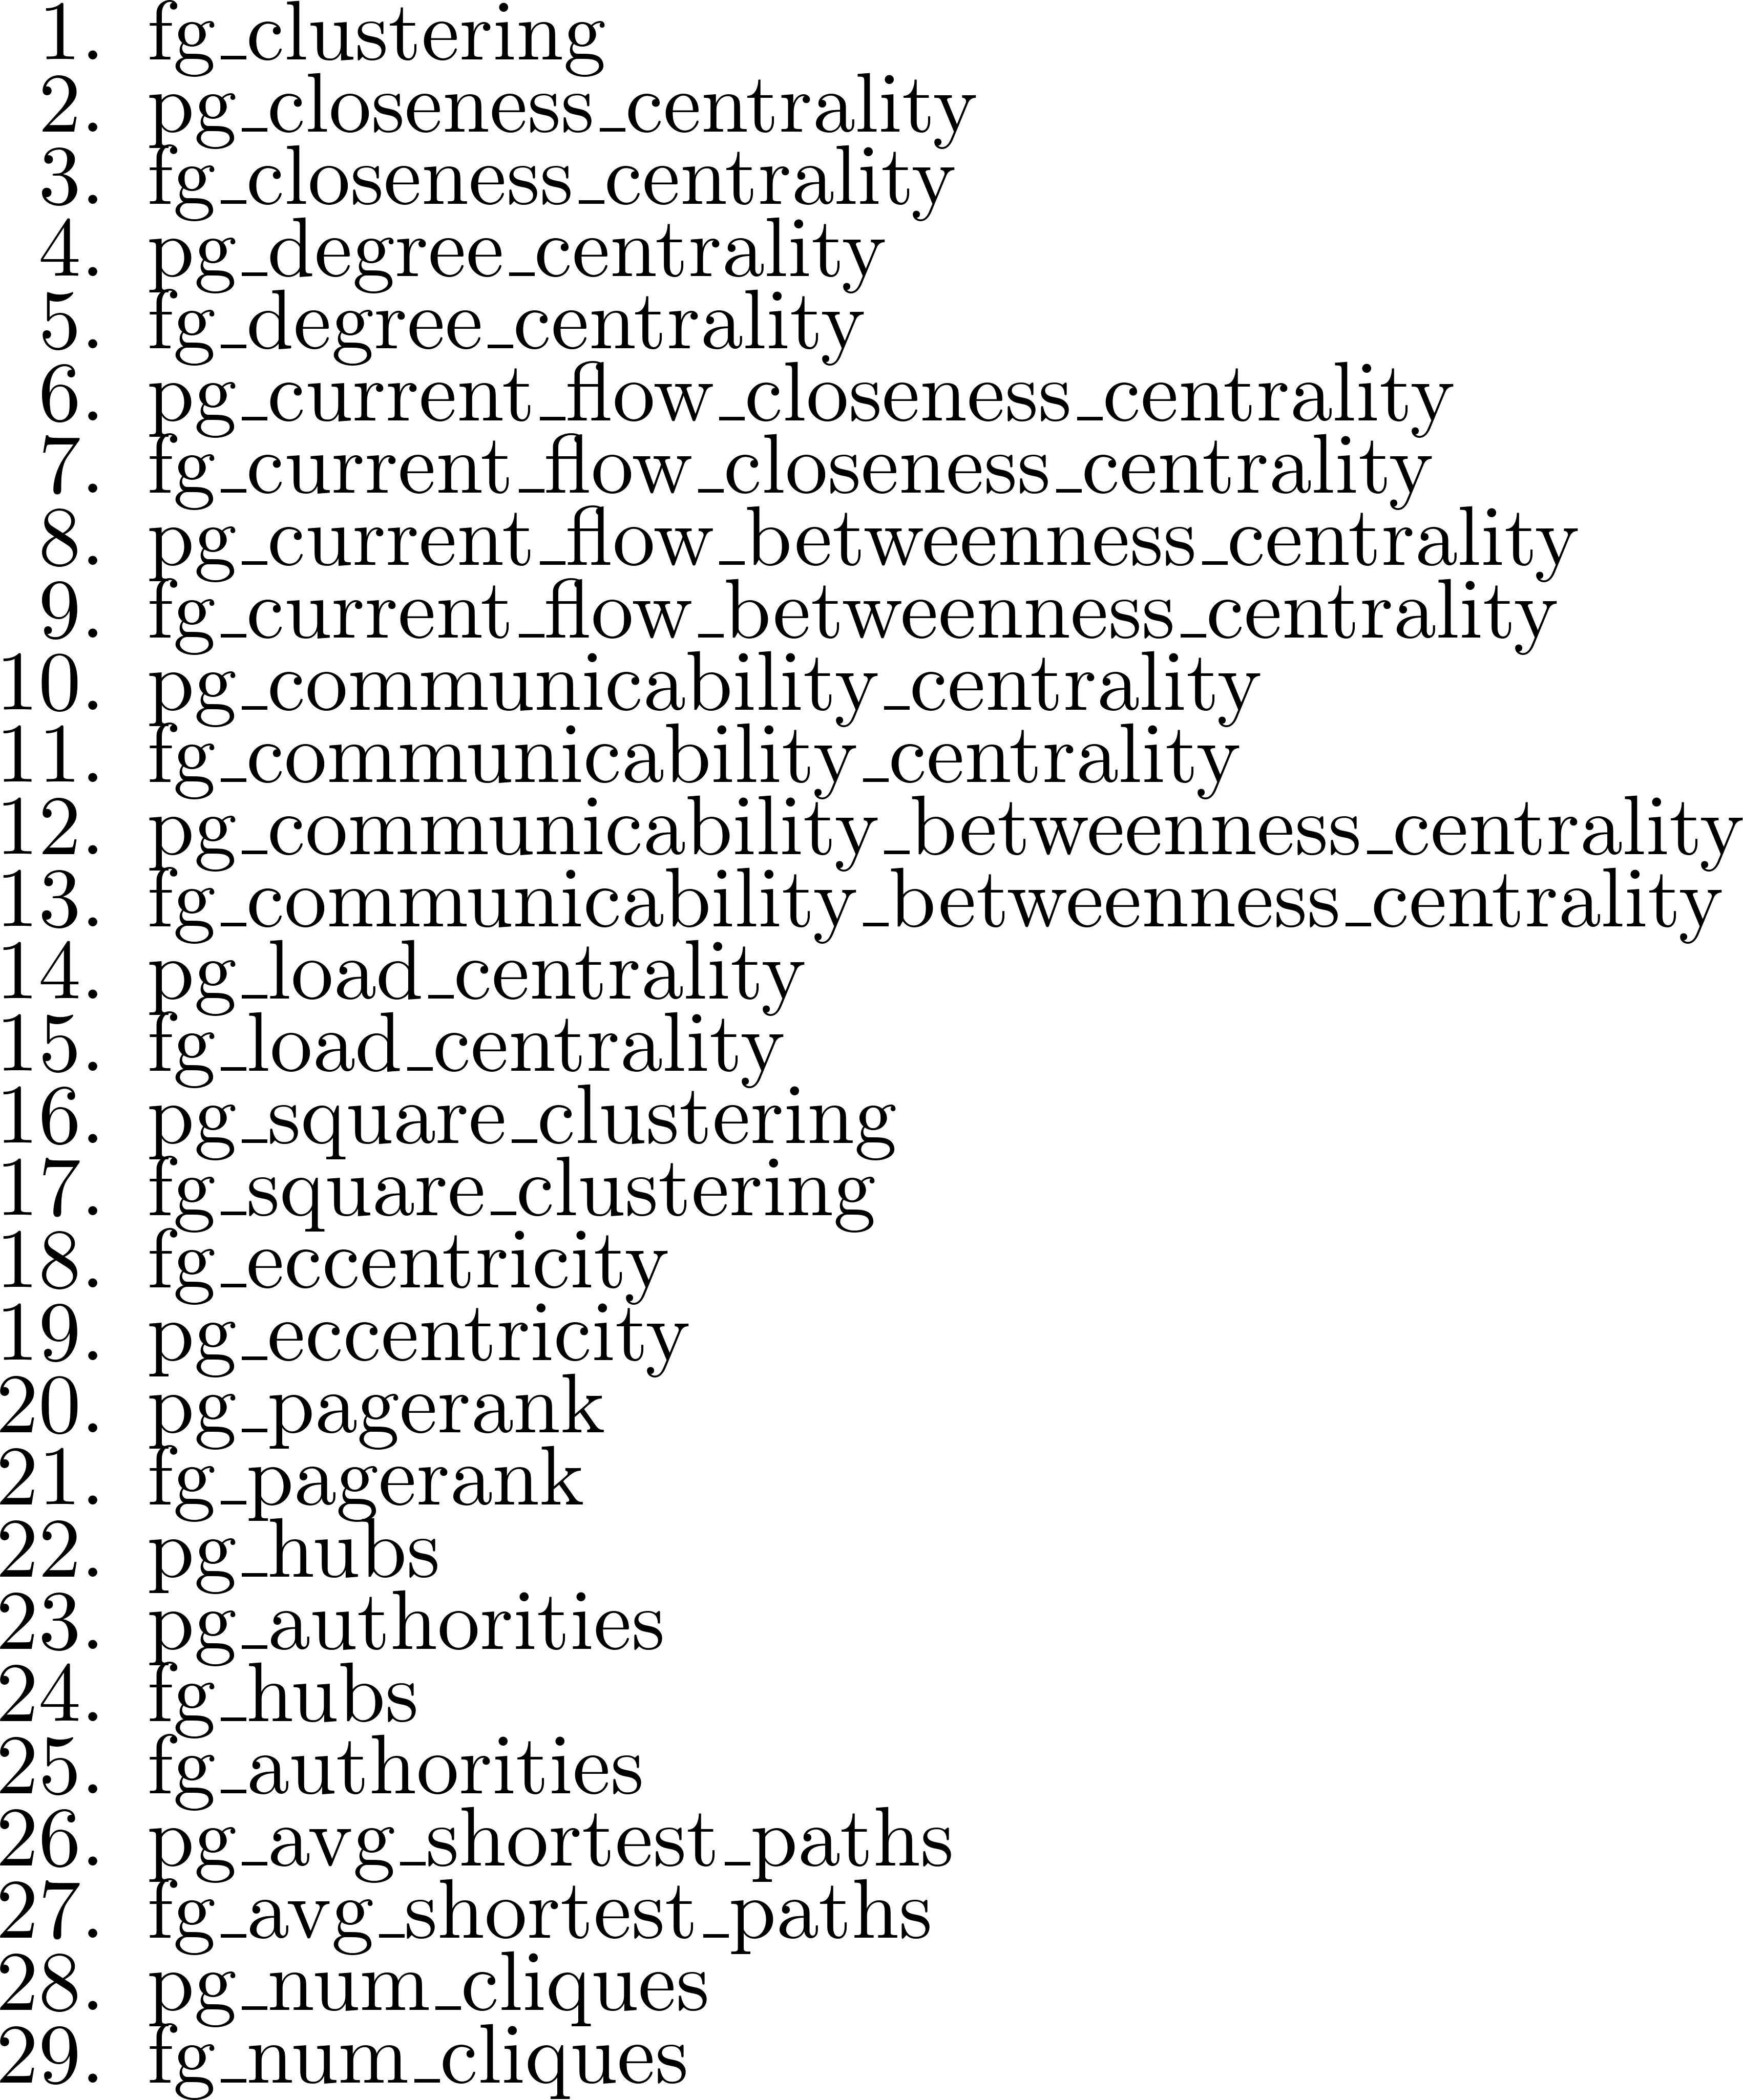 1. fg_clustering
2. pg_closeness_centrality
3. fg_closeness_centrality
4. pg_degree_centrality
5. fg_degree_centrality
6. pg_current_flow_closeness_centrality
7. fg_current_flow_closeness_centrality
8. pg_current_flow_betweenness_centrality
9. fg_current_flow_betweenness_centrality
10. pg_communicability_centrality
11. fg_communicability_centrality
12. pg_communicability_betweenness_centrality
13. fg_communicability_betweenness_centrality
14. pg_load_centrality
15. fg_load_centrality
16. pg_square_clustering
17. fg_square_clustering
18. fg_eccentricity
19. pg_eccentricity
20. pg_pagerank
21. fg_pagerank
22. pg_hubs
23. pg_authorities
24. fg_hubs
25. fg_authorities
26. pg_avg_shortest_paths
27. fg_avg_shortest_paths
28. pg_num_cliques
29. fg_num_cliques